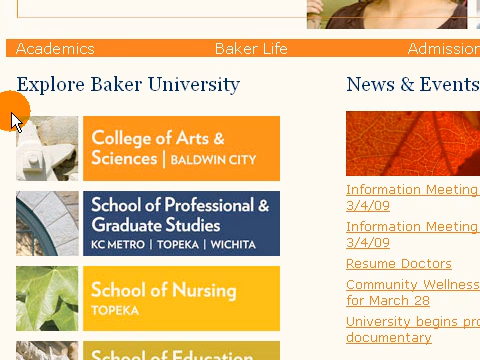 Academics
Baker Life
Admission
Explore Baker University
College of Arts &
Sciences | BALDWIN CITY
School of Professional &
Graduate Studies
KC METRO | TOPEKA | WICHITA
School of Nursing
TOPEKA
School of Education
News & Events
Information Meeting
3/4/09
Information Meeting
3/4/09
Resume Doctors
Community Wellness
for March 28
University begins pro
documentary